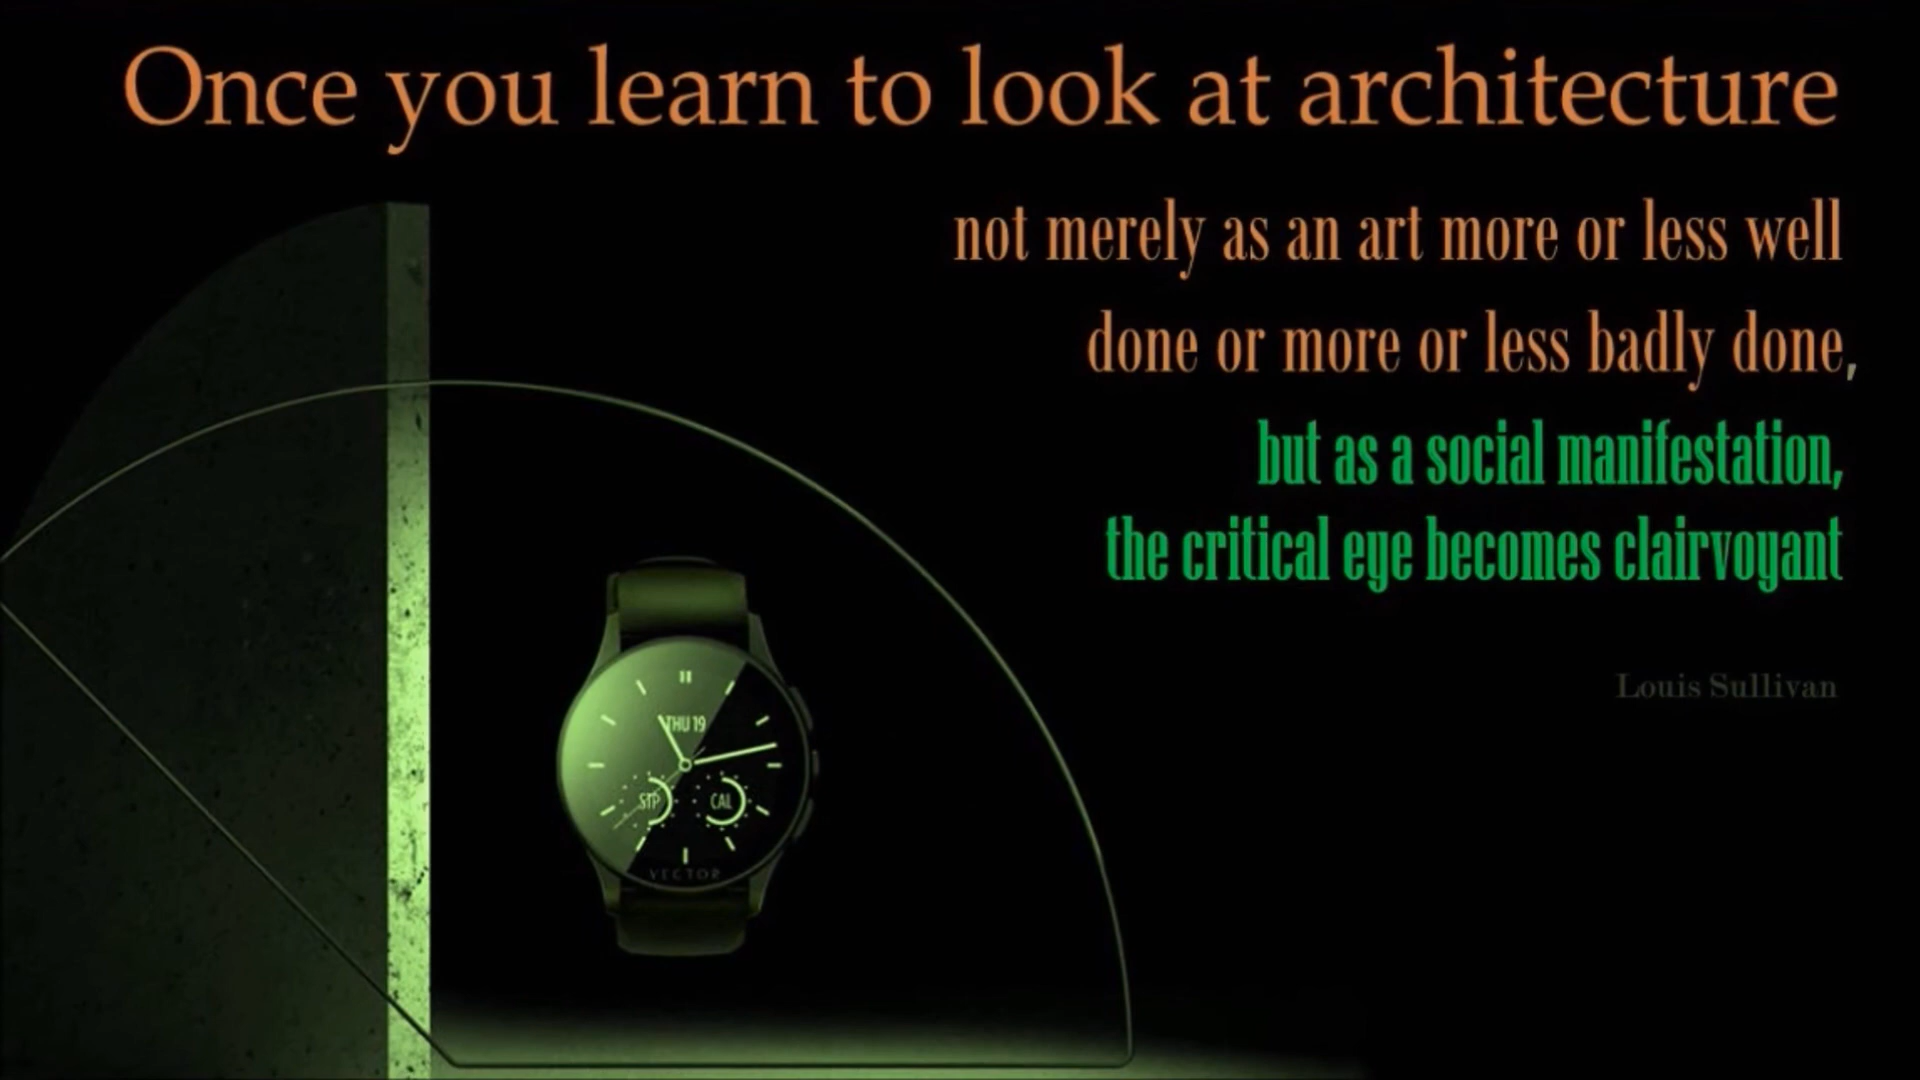 Once you learn to look at architecture
not merely as an art more or less well
done or more or less badly done,
but as a social manifestation,
the critical eye becomes clairvoyant
Louis Sullivan
THU 19
STP
CAL
VECTOR